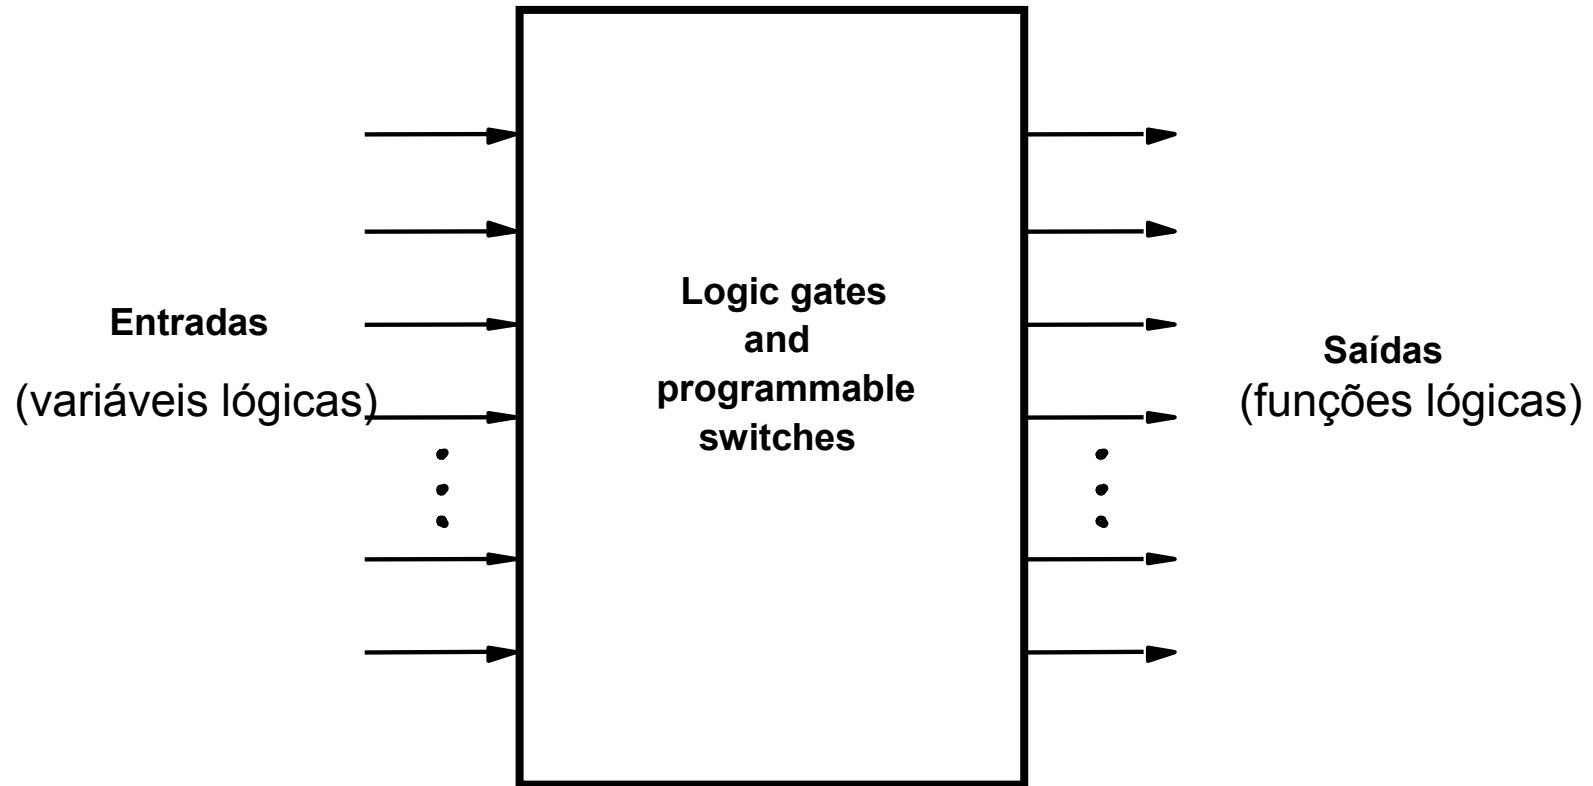 Entradas
(variáveis lógicas)
Logic gates
and
programmable
switches
Saídas
(funções lógicas)